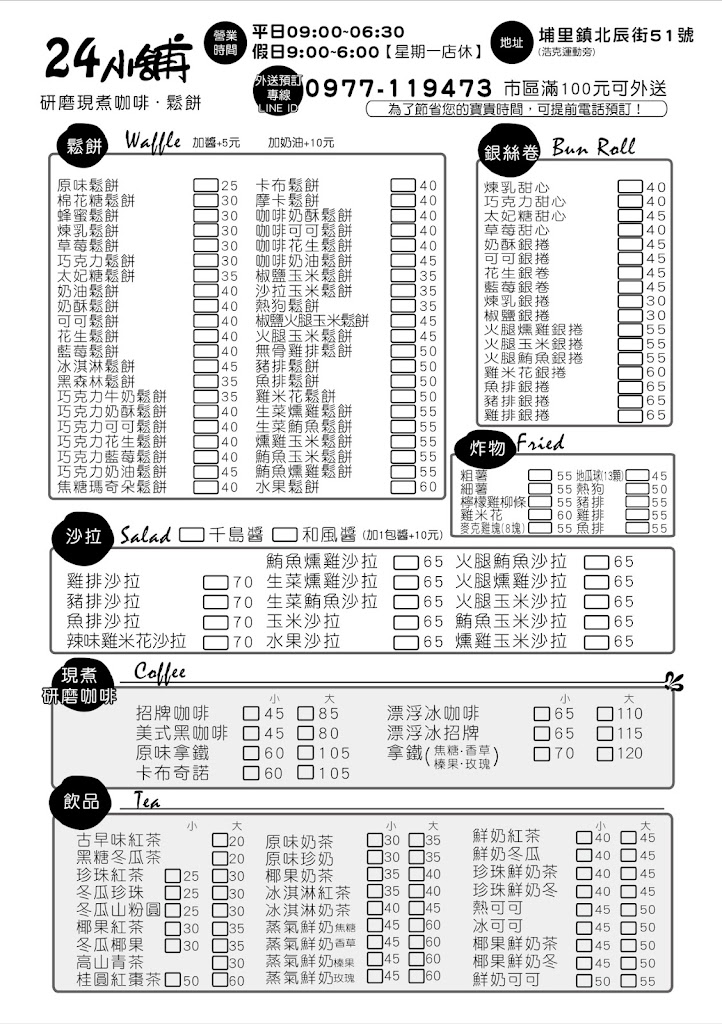 24小舖
研磨現煮咖啡·鬆餅
營業時間
平日09:00~06:30
假日9:00~6:00【星期一店休】
地址
埔里鎮北辰街51號
(浩克運動旁)
外送預訂專線
LINE ID
0977-119473 市區滿100元可外送
為了節省您的寶貴時間，可提前電話預訂！
鬆餅 Waffle 加醬+5元 加奶油+10元
原味鬆餅 25
棉花糖鬆餅 30
蜂蜜鬆餅 30
煉乳鬆餅 30
草莓鬆餅 30
巧克力鬆餅 30
太妃糖鬆餅 35
奶油鬆餅 40
奶酥鬆餅 40
可可鬆餅 40
花生鬆餅 40
藍莓鬆餅 40
冰淇淋鬆餅 45
黑森林鬆餅 35
巧克力牛奶鬆餅 35
巧克力奶酥鬆餅 40
巧克力可可鬆餅 40
巧克力花生鬆餅 40
巧克力藍莓鬆餅 40
巧克力奶油鬆餅 45
焦糖瑪奇朵鬆餅 40
卡布鬆餅 40
摩卡鬆餅 40
咖啡奶酥鬆餅 40
咖啡可可鬆餅 40
咖啡花生鬆餅 40
咖啡奶油鬆餅 45
椒鹽玉米鬆餅 35
沙拉玉米鬆餅 35
熱狗鬆餅 35
椒鹽火腿玉米鬆餅 45
火腿玉米鬆餅 45
無骨雞排鬆餅 50
豬排鬆餅 50
魚排鬆餅 50
雞米花鬆餅 50
生菜燻雞鬆餅 55
生菜鮪魚鬆餅 55
燻雞玉米鬆餅 55
鮪魚玉米鬆餅 55
鮪魚燻雞鬆餅 55
水果鬆餅 60
銀絲卷 Bun Roll
煉乳甜心 40
巧克力甜心 40
太妃糖甜心 45
草莓甜心 40
奶酥銀捲 45
可可銀捲 45
花生銀卷 45
藍莓銀卷 45
煉乳銀捲 30
椒鹽銀捲 30
火腿燻雞銀捲 55
火腿玉米銀捲 55
火腿鮪魚銀捲 55
雞米花銀捲 60
魚排銀捲 65
豬排銀捲 65
雞排銀捲 65
炸物 Fried
粗薯 55 地瓜球(13顆) 45
細薯 55 熱狗 50
檸檬雞柳條 55 雞排 55
雞米花 60 豬排 55
麥克雞塊(8塊) 55 魚排 55
沙拉 Salad 千島醬 和風醬 (加1包醬+10元)
鮪魚燻雞沙拉 65 火腿鮪魚沙拉 65
雞排沙拉 70 生菜燻雞沙拉 65 火腿燻雞沙拉 65
豬排沙拉 70 生菜鮪魚沙拉 65 火腿玉米沙拉 65
魚排沙拉 70 玉米沙拉 65 鮪魚玉米沙拉 65
辣味雞米花沙拉 70 水果沙拉 65 燻雞玉米沙拉 65
現煮研磨咖啡 Coffee
小 大 小 大
招牌咖啡 45 85 漂浮冰咖啡 65 110
美式黑咖啡 45 80 漂浮冰招牌 65 115
原味拿鐵 60 105 拿鐵(焦糖·香草 榛果·玫瑰) 70 120
卡布奇諾 60 105
飲品 Tea
小 大
古早味紅茶 20
黑糖冬瓜茶 20
珍珠紅茶 25 30
冬瓜珍珠 25 30
冬瓜山粉圓 25 30
椰果紅茶 30 35
冬瓜椰果 30 35
高山青茶 30
桂圓紅棗茶 50 60
小 大
原味奶茶 30 35
原味珍奶 30 35
椰果奶茶 35 40
冰淇淋紅茶 35 40
冰淇淋奶茶 40 45
蒸氣鮮奶焦糖 45 60
蒸氣鮮奶香草 45 60
蒸氣鮮奶榛果 45 60
蒸氣鮮奶玫瑰 45 60
小 大
鮮奶紅茶 40 45
鮮奶冬瓜 40 45
珍珠鮮奶茶 40 45
珍珠鮮奶冬 40 45
熱可可 45 50
冰可可 45 50
椰果鮮奶茶 45 50
椰果鮮奶冬 45 50
鮮奶可可 50 55